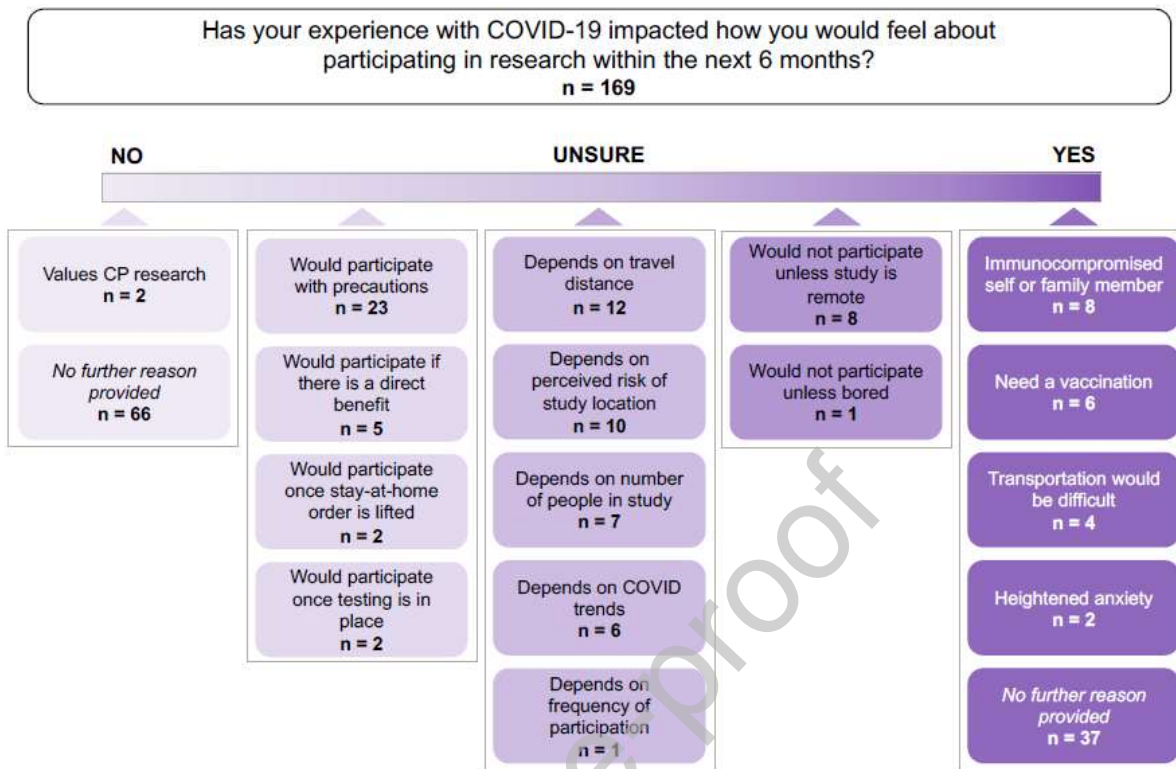 Has your experience with COVID-19 impacted how you would feel about
participating in research within the next 6 months?
n = 169
NO
UNSURE
YES
Values CP research
n = 2
No further reason
provided
n = 66
Would participate
with precautions
n = 23
Would participate if
there is a direct
benefit
n = 5
Would participate
once stay-at-home
order is lifted
n = 2
Would participate
once testing is in
place
n = 2
Depends on travel
distance
n = 12
Depends on
perceived risk of
study location
n = 10
Depends on number
of people in study
n = 7
Depends on COVID
trends
n = 6
Depends on
frequency of
participation
n = 1
Would not participate
unless study is
remote
n = 8
Would not participate
unless bored
n = 1
Immunocompromised
self or family member
n = 8
Need a vaccination
n = 6
Transportation would
be difficult
n = 4
Heightened anxiety
n = 2
No further reason
provided
n = 37
e-proof